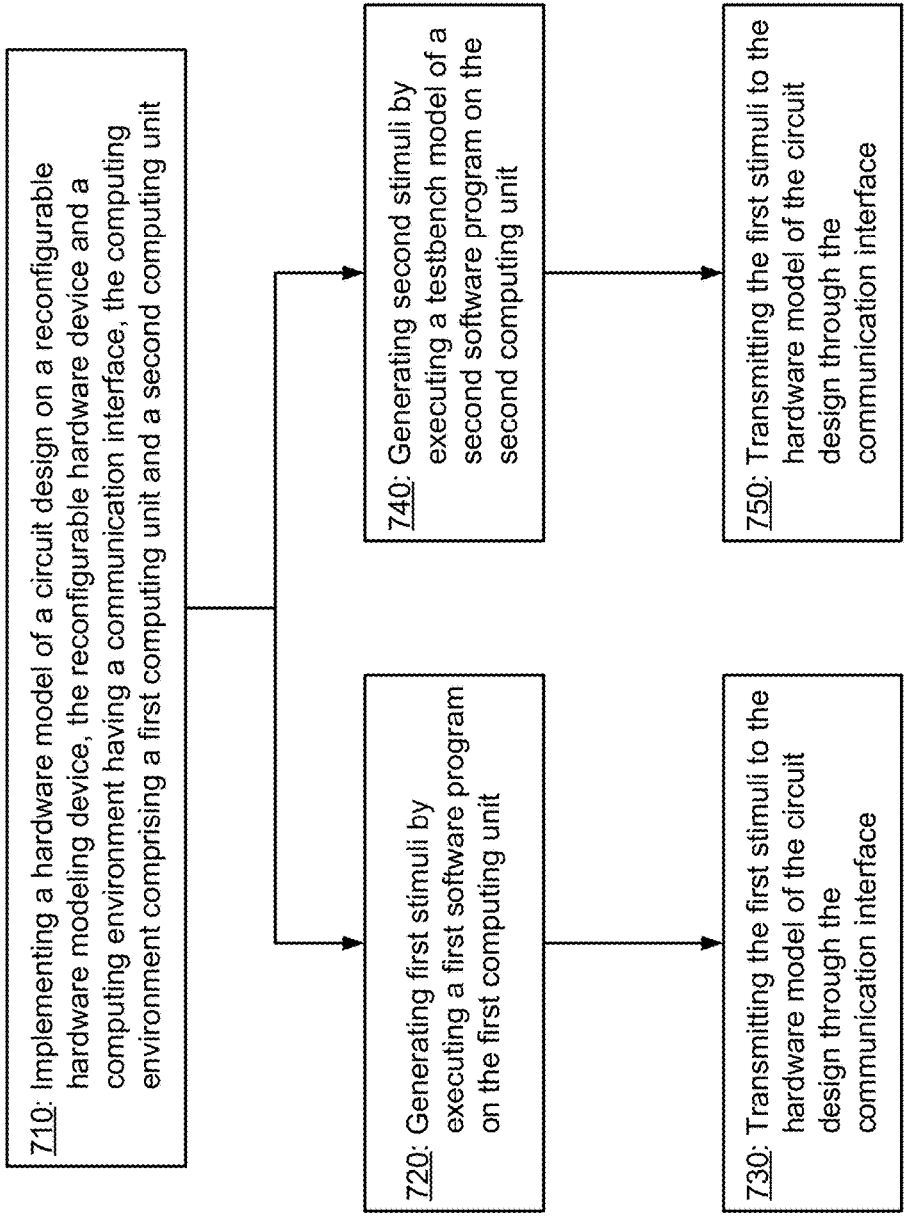 710: Implementing a hardware model of a circuit design on a reconfigurable
hardware modeling device, the reconfigurable hardware device and a
computing environment having a communication interface, the computing
environment comprising a first computing unit and a second computing unit
720: Generating first stimuli by
executing a first software program
on the first computing unit
730: Transmitting the first stimuli to the
hardware model of the circuit
design through the
communication interface
740: Generating second stimuli by
executing a testbench model of a
second software program on the
second computing unit
750: Transmitting the first stimuli to the
hardware model of the circuit
design through the
communication interface